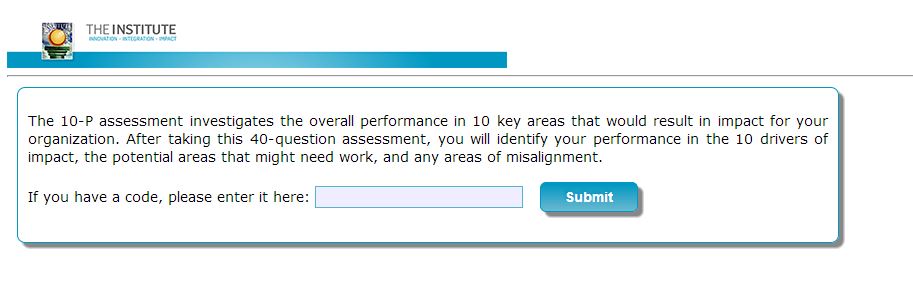 THE INSTITUTE
INNOVATION - INTEGRATION - IMPACT
The 10-P assessment investigates the overall performance in 10 key areas that would result in impact for your
organization. After taking this 40-question assessment, you will identify your performance in the 10 drivers of
impact, the potential areas that might need work, and any areas of misalignment.
If you have a code, please enter it here:
Submit